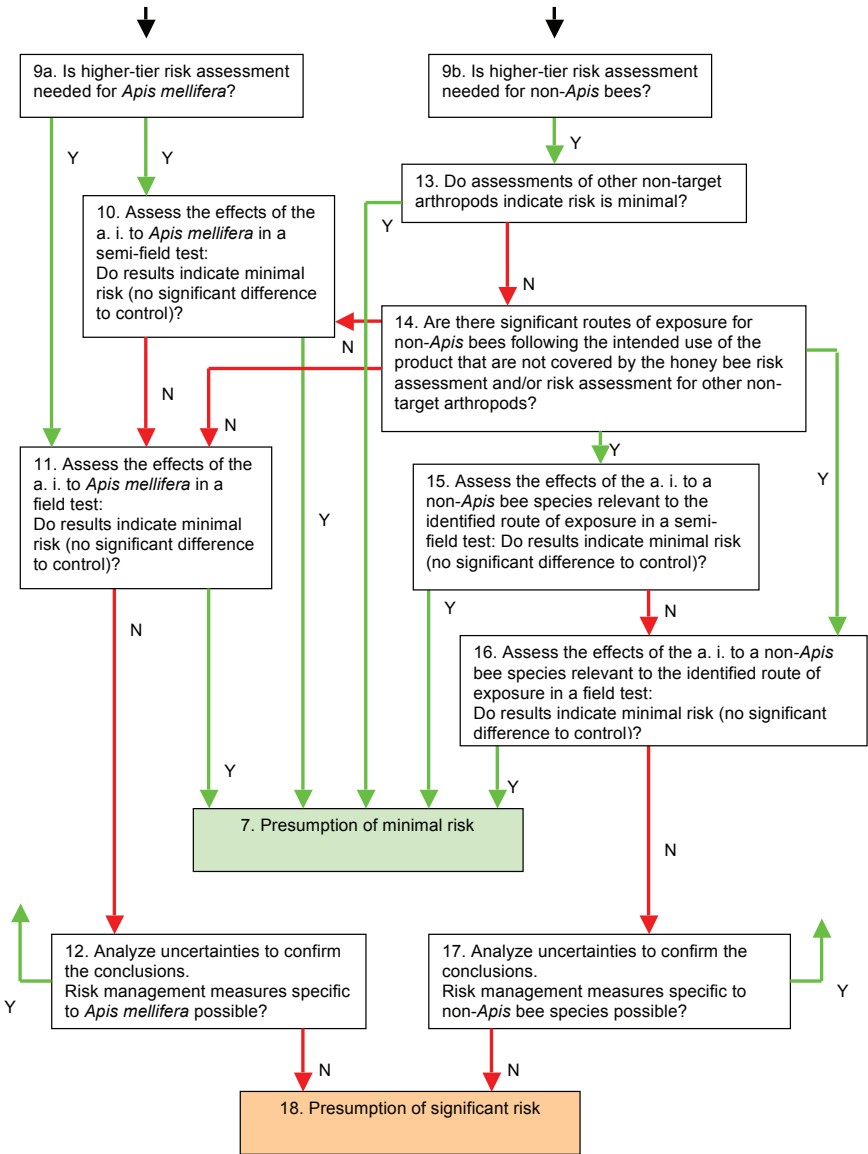 9a. Is higher-tier risk assessment
needed for Apis mellifera?
9b. Is higher-tier risk assessment
needed for non-Apis bees?
Y
Y
Y
13. Do assessments of other non-target
arthropods indicate risk is minimal?
10. Assess the effects of the
a. i. to Apis mellifera in a
semi-field test:
Do results indicate minimal
risk (no significant difference
to control)?
Y
N
14. Are there significant routes of exposure for
non-Apis bees following the intended use of the
product that are not covered by the honey bee risk
assessment and/or risk assessment for other non-
target arthropods?
N
N
N
Y
Y
11. Assess the effects of the
a. i. to Apis mellifera in a
field test:
Do results indicate minimal
risk (no significant difference
to control)?
Y
15. Assess the effects of the a. i. to a
non-Apis bee species relevant to the
identified route of exposure in a semi-
field test: Do results indicate minimal risk
(no significant difference to control)?
N
Y
N
16. Assess the effects of the a. i. to a non-Apis
bee species relevant to the identified route of
exposure in a field test:
Do results indicate minimal risk (no significant
difference to control)?
Y
Y
7. Presumption of minimal risk
N
12. Analyze uncertainties to confirm
the conclusions.
Risk management measures specific
to Apis mellifera possible?
Y
17. Analyze uncertainties to confirm the
conclusions.
Risk management measures specific to
non-Apis bee species possible?
Y
N
N
18. Presumption of significant risk